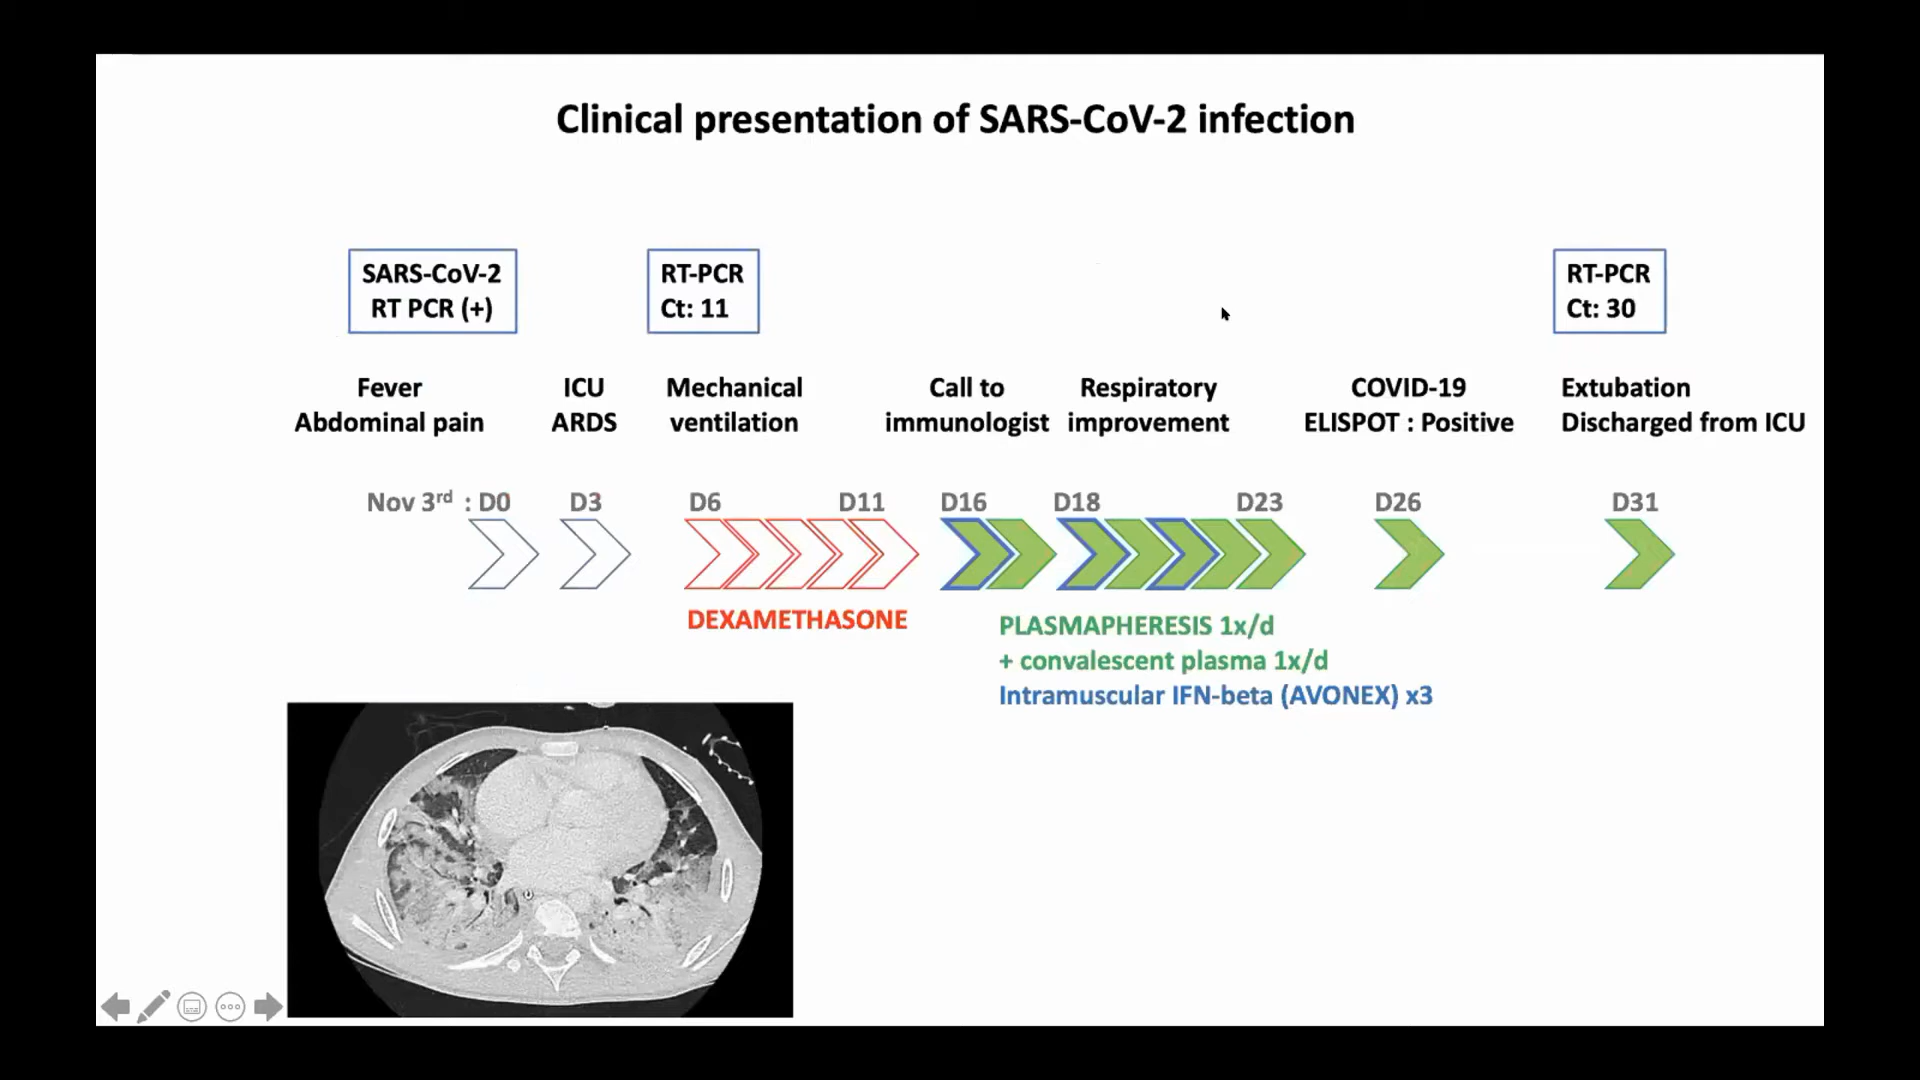 Clinical presentation of SARS-CoV-2 infection
SARS-CoV-2
RT PCR (+)
RT-PCR
Ct: 11
RT-PCR
Ct: 30
Fever
Abdominal pain
ICU
ARDS
Mechanical
ventilation
Call to
immunologist
Respiratory
improvement
COVID-19
ELISPOT : Positive
Extubation
Discharged from ICU
Nov 3rd : D0
D3
D6
D11
D16
D18
D23
D26
D31
DEXAMETHASONE
PLASMAPHERESIS 1x/d
+ convalescent plasma 1x/d
Intramuscular IFN-beta (AVONEX) x3